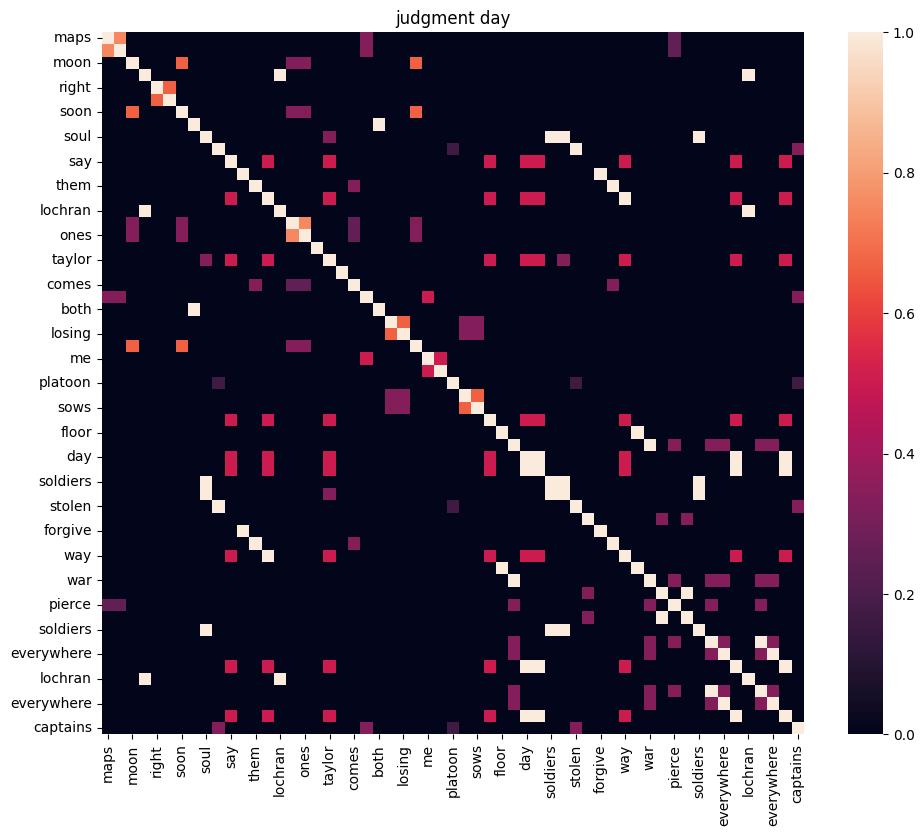 judgment day
maps
moon
right
soon
soul
say
them
lochran
ones
taylor
comes
both
losing
me
platoon
sows
floor
day
soldiers
stolen
forgive
way
war
pierce
soldiers
everywhere
lochran
everywhere
captains
1.0
0.8
0.6
0.4
0.2
0.0
maps
moon
right
soon
soul
say
them
lochran
ones
taylor
comes
both
losing
me
platoon
sows
floor
day
soldiers
stolen
forgive
way
war
pierce
soldiers
everywhere
lochran
everywhere
captains